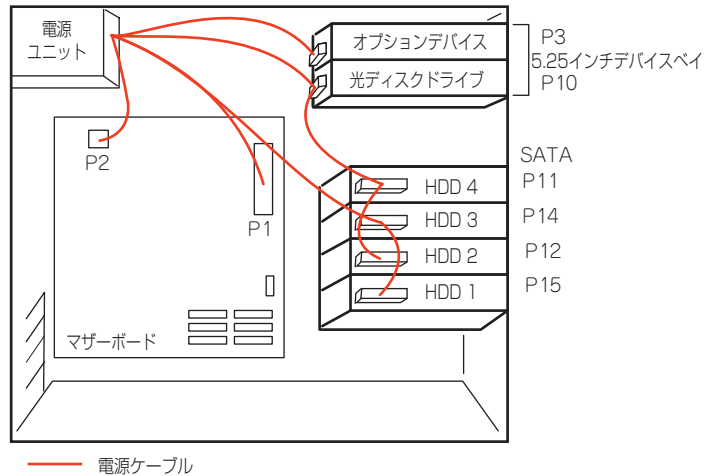 電源
ユニット
オプションデバイス
P3
5.25インチデバイスベイ
光ディスクドライブ
P10
P2
P1
SATA
HDD 4
P11
HDD 3
P14
HDD 2
P12
HDD 1
P15
マザーボード
電源ケーブル